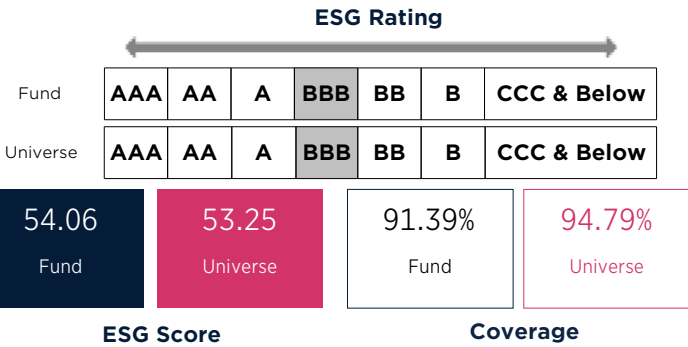 ESG Rating
Fund AAA AA A BBB BB B CCC & Below
Universe AAA AA A BBB BB B CCC & Below
54.06 53.25 91.39% 94.79%
Fund Universe Fund Universe
ESG Score Coverage